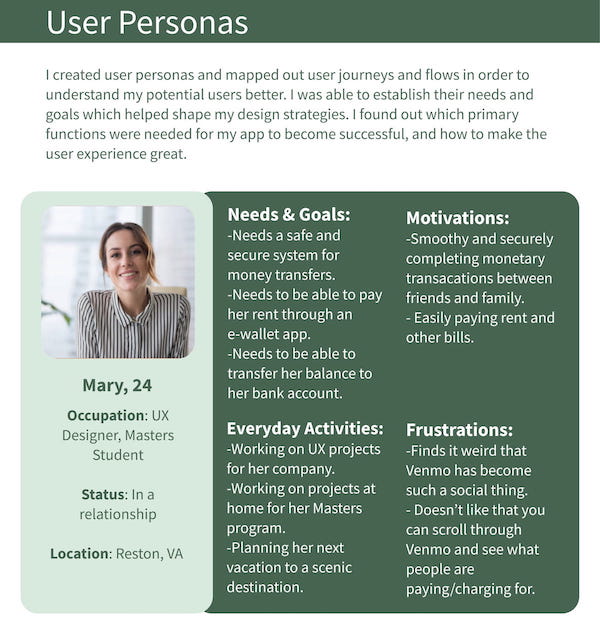 User Personas
I created user personas and mapped out user journeys and flows in order to
understand my potential users better. I was able to establish their needs and
goals which helped shape my design strategies. I found out which primary
functions were needed for my app to become successful, and how to make the
user experience great.
Mary, 24
Occupation: UX
Designer, Masters
Student
Status: In a
relationship
Location: Reston, VA
Needs & Goals:
-Needs a safe and
secure system for
money transfers.
-Needs to be able to pay
her rent through an
e-wallet app.
-Needs to be able to
transfer her balance to
her bank account.
Motivations:
-Smoothy and securely
completing monetary
transacations between
friends and family.
- Easily paying rent and
other bills.
Everyday Activities:
-Working on UX projects
for her company.
-Working on projects at
home for her Masters
program.
-Planning her next
vacation to a scenic
destination.
Frustrations:
-Finds it weird that
Venmo has become
such a social thing.
- Doesn’t like that you
can scroll through
Venmo and see what
people are
paying/charging for.